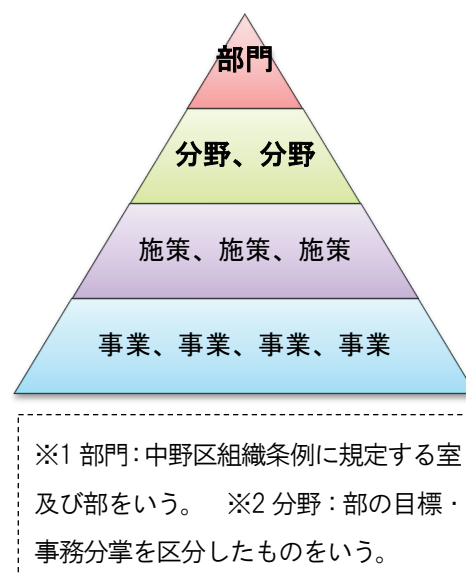 部門
分野、分野
施策、施策、施策
事業、事業、事業、事業
※1 部門：中野区組織条例に規定する室
及び部をいう。　※2 分野：部の目標・
事務分掌を区分したものをいう。